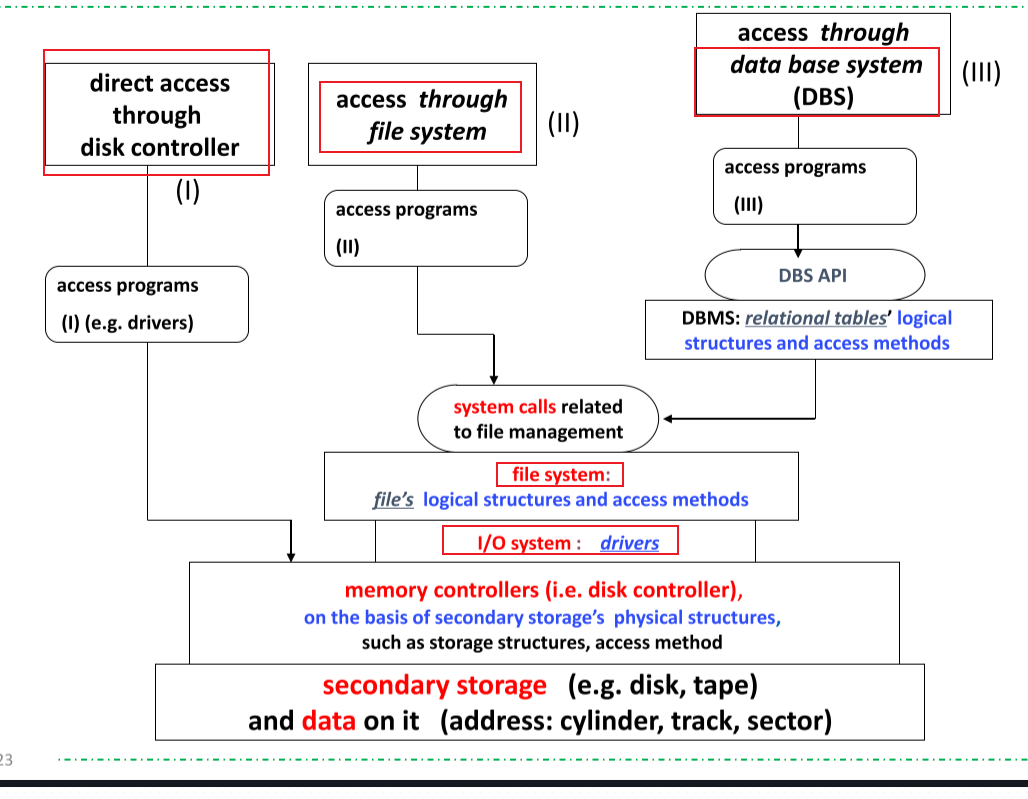 direct access
through
disk controller
(I)
access programs
(I) (e.g. drivers)
access through
file system
(II)
access programs
(II)
access through
data base system
(DBS)
(III)
access programs
(III)
DBS API
DBMS: relational tables' logical
structures and access methods
system calls related
to file management
file system:
file's logical structures and access methods
I/O system : drivers
memory controllers (i.e. disk controller),
on the basis of secondary storage's physical structures,
such as storage structures, access method
secondary storage (e.g. disk, tape)
and data on it (address: cylinder, track, sector)
23